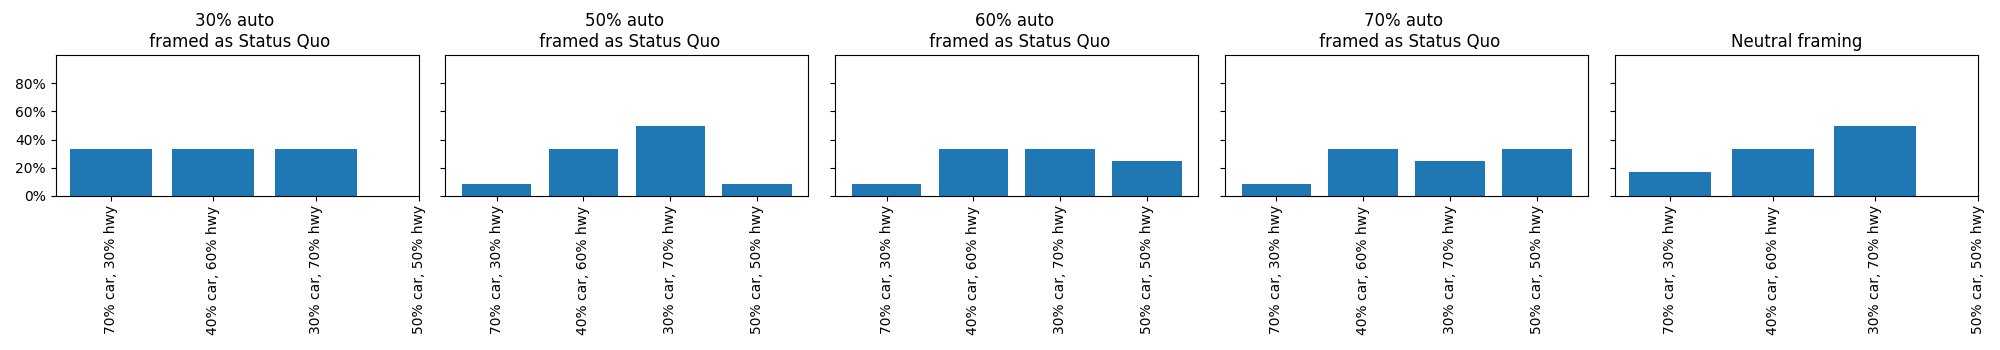 30% auto
framed as Status Quo
50% auto
framed as Status Quo
60% auto
framed as Status Quo
70% auto
framed as Status Quo
Neutral framing
80%
60%
40%
20%
0%
70% car, 30% hwy
40% car, 60% hwy
30% car, 70% hwy
50% car, 50% hwy
70% car, 30% hwy
40% car, 60% hwy
30% car, 70% hwy
50% car, 50% hwy
70% car, 30% hwy
40% car, 60% hwy
30% car, 70% hwy
50% car, 50% hwy
70% car, 30% hwy
40% car, 60% hwy
30% car, 70% hwy
50% car, 50% hwy
70% car, 30% hwy
40% car, 60% hwy
30% car, 70% hwy
50% car, 50% hwy